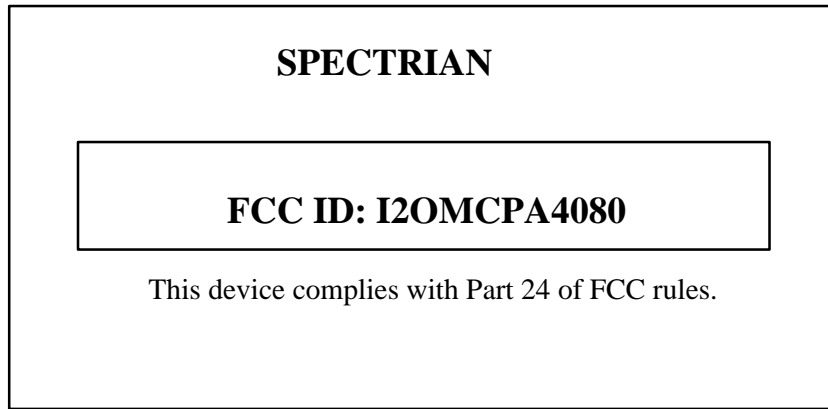 SPECTRIAN
FCC ID: I2OMCPA4080
This device complies with Part 24 of FCC rules.